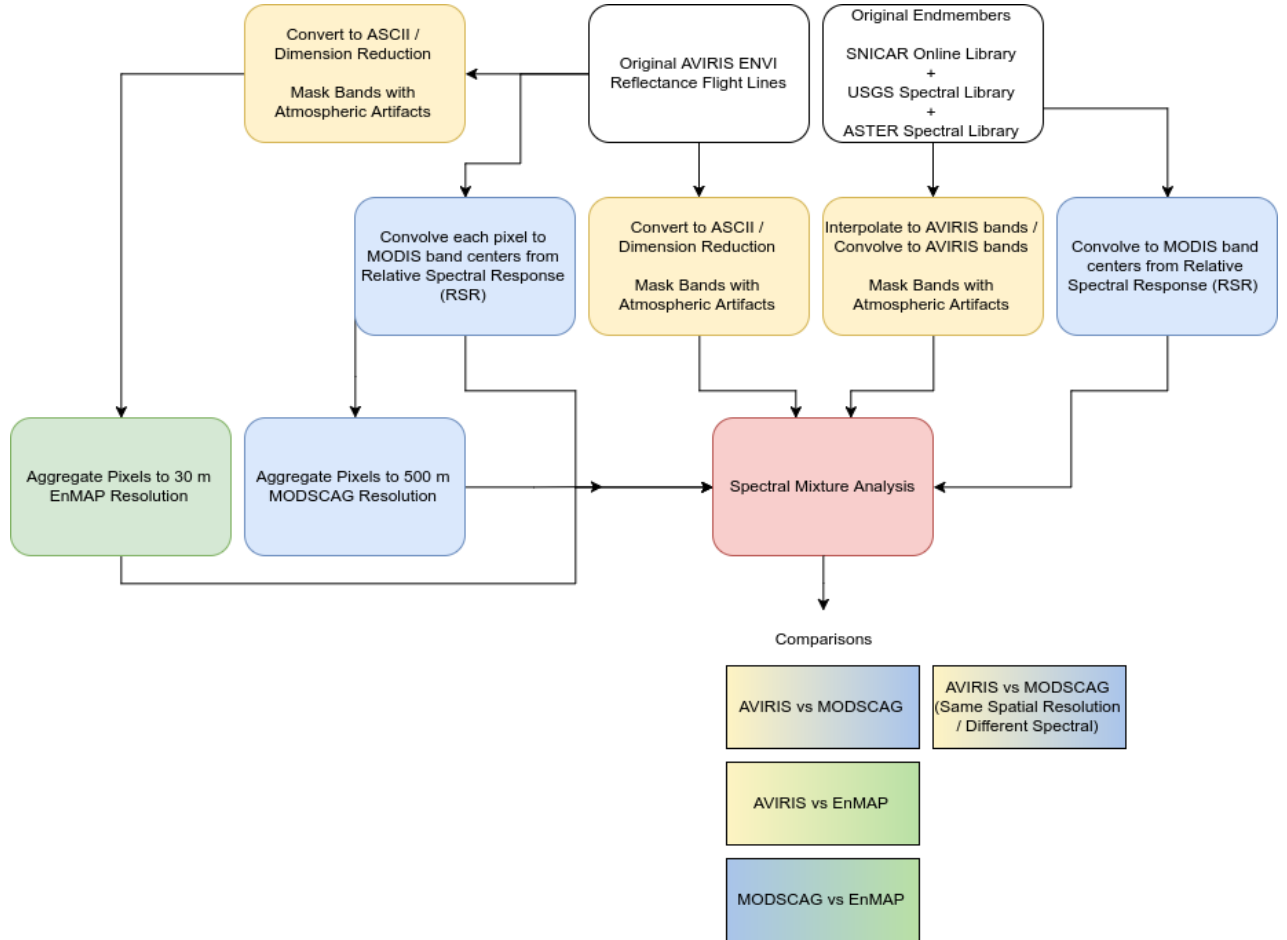 Convert to ASCII /
Dimension Reduction
Mask Bands with
Atmospheric Artifacts
Original AVIRIS ENVI
Reflectance Flight Lines
Original Endmembers
SNICAR Online Library
+
USGS Spectral Library
+
ASTER Spectral Library
Convolve each pixel to
MODIS band centers from
Relative Spectral Response
(RSR)
Convert to ASCII /
Dimension Reduction
Mask Bands with
Atmospheric Artifacts
Interpolate to AVIRIS bands /
Convolve to AVIRIS bands
Mask Bands with
Atmospheric Artifacts
Convolve to MODIS band
centers from Relative
Spectral Response (RSR)
Aggregate Pixels to 30 m
EnMAP Resolution
Aggregate Pixels to 500 m
MODSCAG Resolution
Spectral Mixture Analysis
Comparisons
AVIRIS vs MODSCAG
AVIRIS vs MODSCAG
(Same Spatial Resolution
/ Different Spectral)
AVIRIS vs EnMAP
MODSCAG vs EnMAP